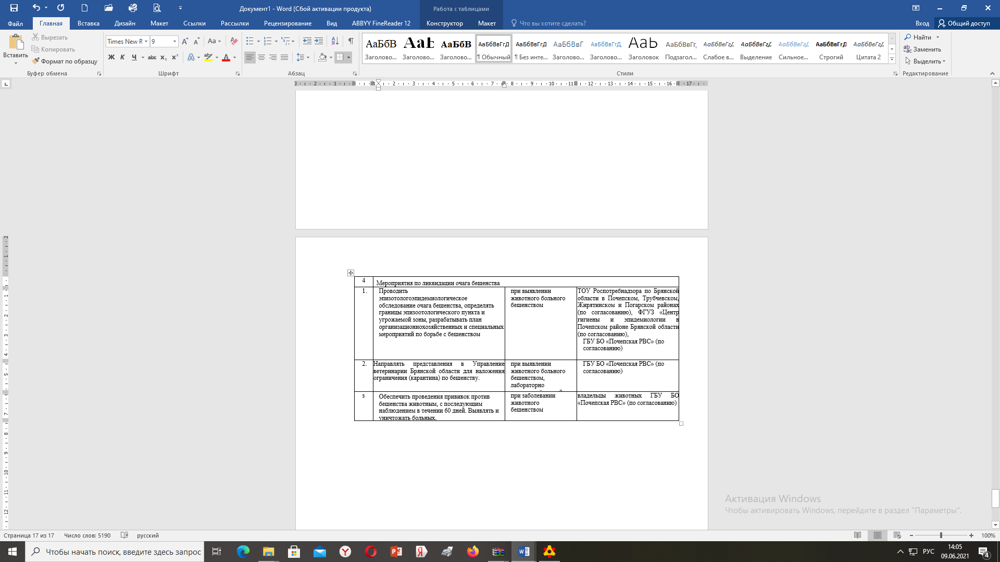 Документ1 - Word (Сбой активации продукта)
Работа с таблицами
Файл Главная Вставка Дизайн Макет Ссылки Рассылки Рецензирование Вид ABBYY FineReader 12 Конструктор Макет Что вы хотите сделать? Вход Общий доступ
Вставить
Вырезать
Копировать
Формат по образцу
Буфер обмена
Times New R 9
Ж К Ч abc x₂ x²
Шрифт
Абзац
АаБбВ АаЬ АаБбВ АаБбВвГгД АаБбВвГгД АаБбВвГ АаБбВвГгД АаЬ АаБбВвГг АаБбВвГгД АаБбВвГгД АаБбВвГгД АаБбВвГгД АаБбВвГгД
Заголово... Заголово... Заголово... ¶ Обычный ¶ Без инте... Заголово... Заголово... Заголовок Подзагол... Слабое в... Выделение Сильное... Строгий Цитата 2
Стили
Найти
Заменить
Выделить
Редактирование
3 2 1 1 2 3 4 5 6 7 8 9 10 11 12 13 14 15 16 17
4 Мероприятия по ликвидации очага бешенства
1. Проводить
эпизотологоэпидемиологическое
обследование очага бешенства, определять
границы эпизоотологического пункта и
угрожаемой зоны, разрабатывать план
организационнохозяйственных и специальных
мероприятий по борьбе с бешенством
при выявлении
животного больного
бешенством
ТОУ Роспотребнадзора по Брянской
области в Почепском, Трубчевском,
Жирятинском и Погарском районах
(по согласованию), ФГУЗ «Центр
гигиены и эпидемиологии в
Почепском районе Брянской области
(по согласованию),
ГБУ БО «Почепская РВС» (по
согласованию)
2. Направлять представления в Управление
ветеринарии Брянской области для наложения
ограничения (карантина) по бешенству.
при выявлении
животного больного
бешенством,
лабораторно
ГБУ БО «Почепская РВС» (по
согласованию)
з Обеспечить проведения прививок против
бешенства животным, с последующим
наблюдением в течении 60 дней. Выявлять и
уничтожать больных,
при заболевании
животного
бешенством
владельцы животных ГБУ БО
«Почепская РВС» (по согласованию)
Активация Windows
Чтобы активировать Windows, перейдите в раздел "Параметры".
Страница 17 из 17 Число слов: 5190 русский 100%
Чтобы начать поиск, введите здесь запрос
РУС
14:05
09.06.2021
4